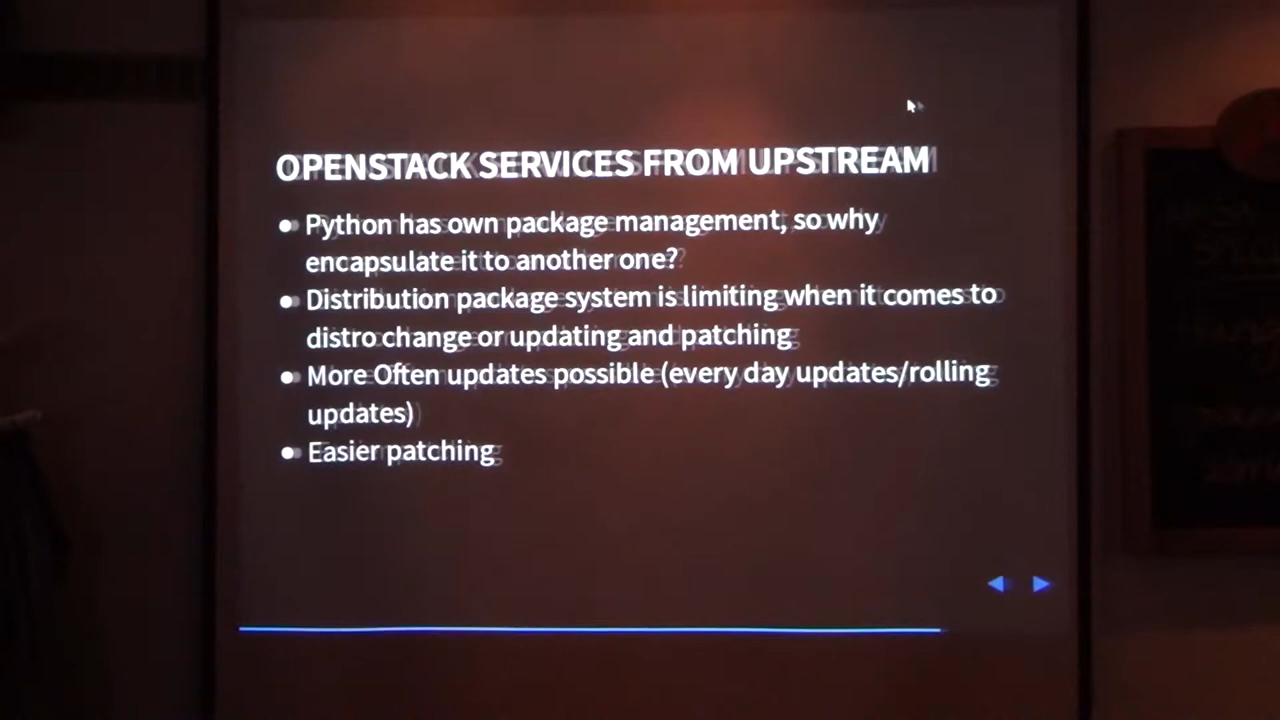 OPENSTACK SERVICES FROM UPSTREAM
• Python has own package management, so why
encapsulate it to another one?
• Distribution package system is limiting when it comes to
distro change or updating and patching
• More Often updates possible (every day updates/rolling
updates)
• Easier patching